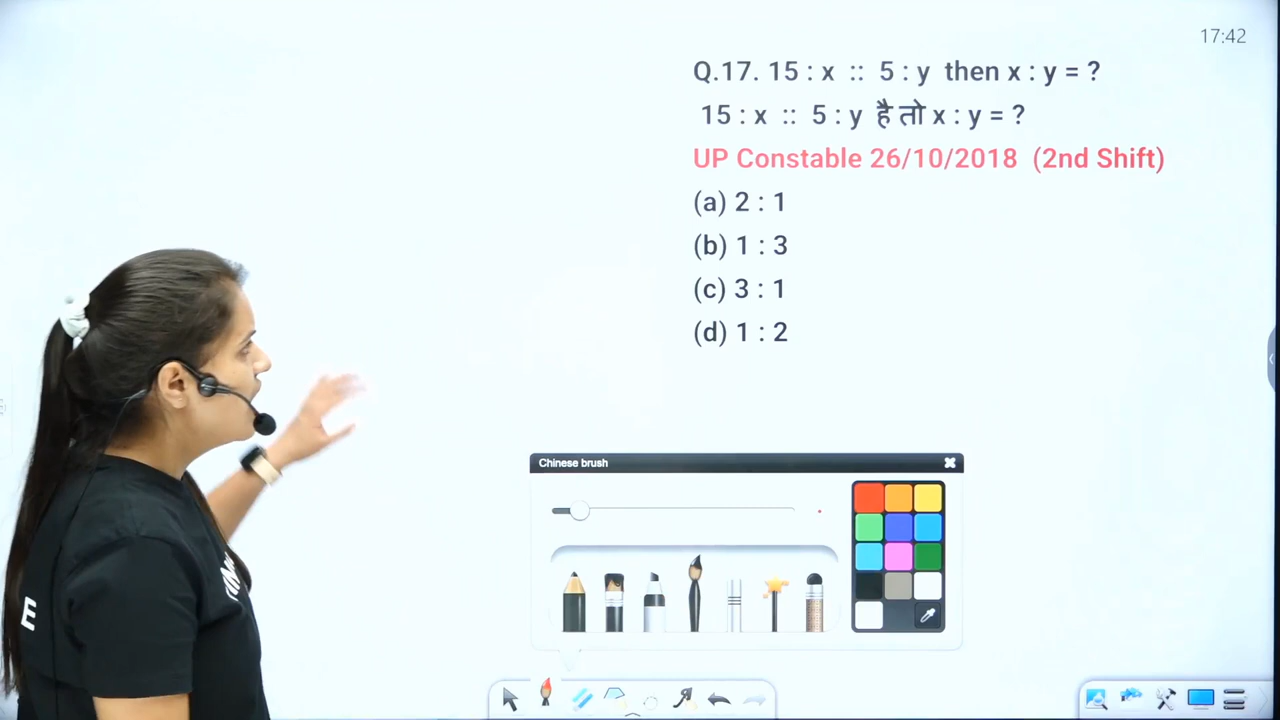 17:42
Q.17. 15 : x :: 5 : y then x : y = ?
15 : x :: 5 : y है तो x : y = ?
UP Constable 26/10/2018 (2nd Shift)
(a) 2 : 1
(b) 1 : 3
(c) 3 : 1
(d) 1 : 2
Chinese brush
E